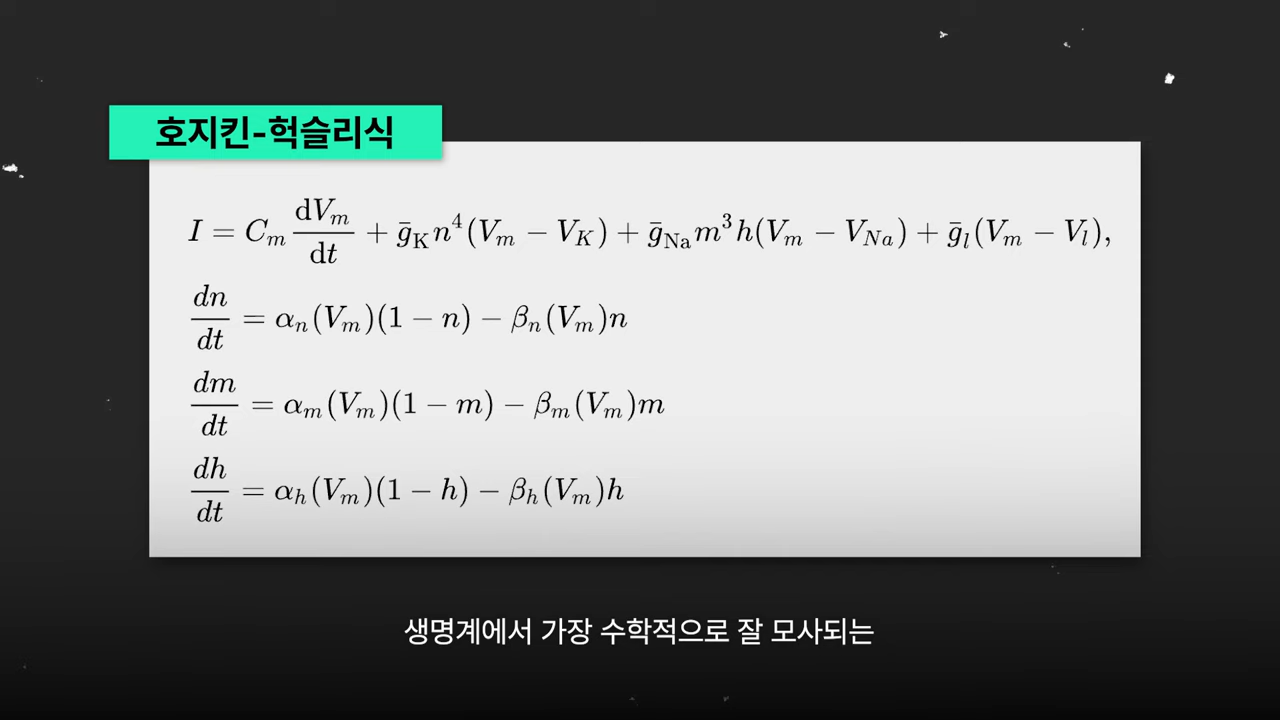 호지킨-헉슬리식
I = C_m dV_m/dt + ḡ_K n⁴(V_m − V_K) + ḡ_Na m³h(V_m − V_Na) + ḡ_l(V_m − V_l),
dn/dt = α_n(V_m)(1 − n) − β_n(V_m)n
dm/dt = α_m(V_m)(1 − m) − β_m(V_m)m
dh/dt = α_h(V_m)(1 − h) − β_h(V_m)h
생명계에서 가장 수학적으로 잘 모사되는